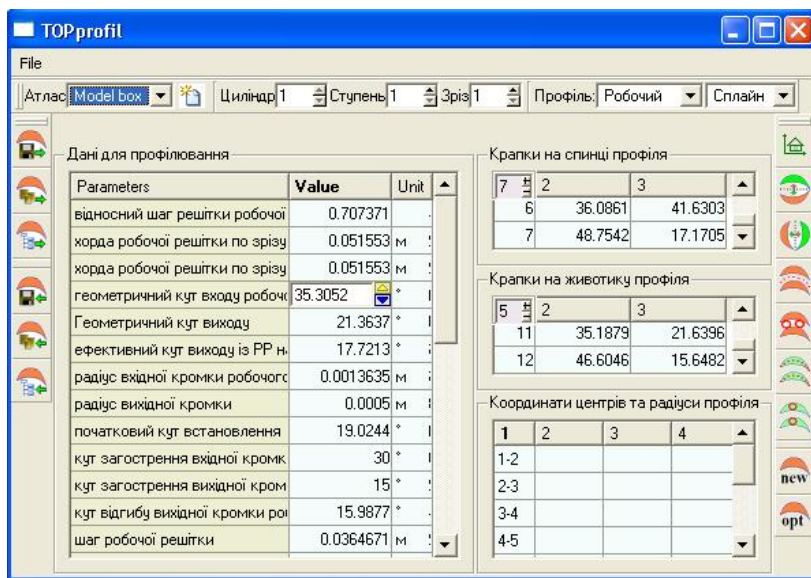 TOPprofil
File
Атлас Model box Циліндр 1 Ступень 1 Зріз 1 Профіль: Робочий Сплайн
Дані для профілювання
Parameters Value Unit
відносний шаг решітки робочої 0.707371
хорда робочої решітки по зрізу 0.051553 м
хорда робочої решітки по зрізу 0.051553 м
геометричний кут входу робочо 35.3052 °
Геометричний кут виходу 21.3637 °
ефективний кут виходу із РР н 17.7213 °
радіус вхідної кромки робочого 0.0013635 м
радіус вихідної кромки 0.0005 м
початковий кут встановлення 19.0244 °
кут загострення вхідної кромк 30 °
кут загострення вихідної кром 15 °
кут відгибу вихідної кромки ро 15.9877 °
шаг робочої решітки 0.0364671 м
Крапки на спинці профіля
7 2 3
6 36.0861 41.6303
7 48.7542 17.1705
Крапки на животику профіля
5 2 3
11 35.1879 21.6396
12 46.6046 15.6482
Координати центрів та радіуси профіля
1 2 3 4
1-2
2-3
3-4
4-5
new
opt